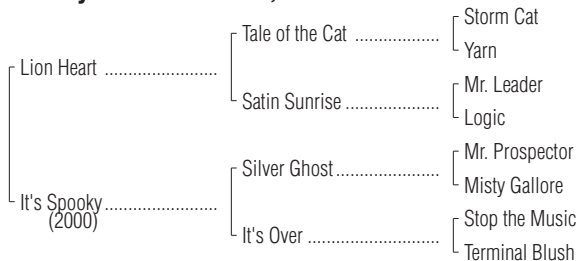 Tale of the Cat .................. Storm Cat
Yarn
Lion Heart ........................
Satin Sunrise .................... Mr. Leader
Logic
Silver Ghost ...................... Mr. Prospector
Misty Gallore
It's Spooky ........................
(2000)
It's Over ............................ Stop the Music
Terminal Blush